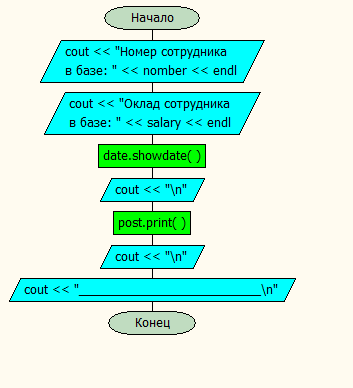 Начало
cout << "Номер сотрудника
в базе: " << nomber << endl
cout << "Оклад сотрудника
в базе: " << salary << endl
date.showdate( )
cout << "\n"
post.print( )
cout << "\n"
cout << "______________________________\n"
Конец